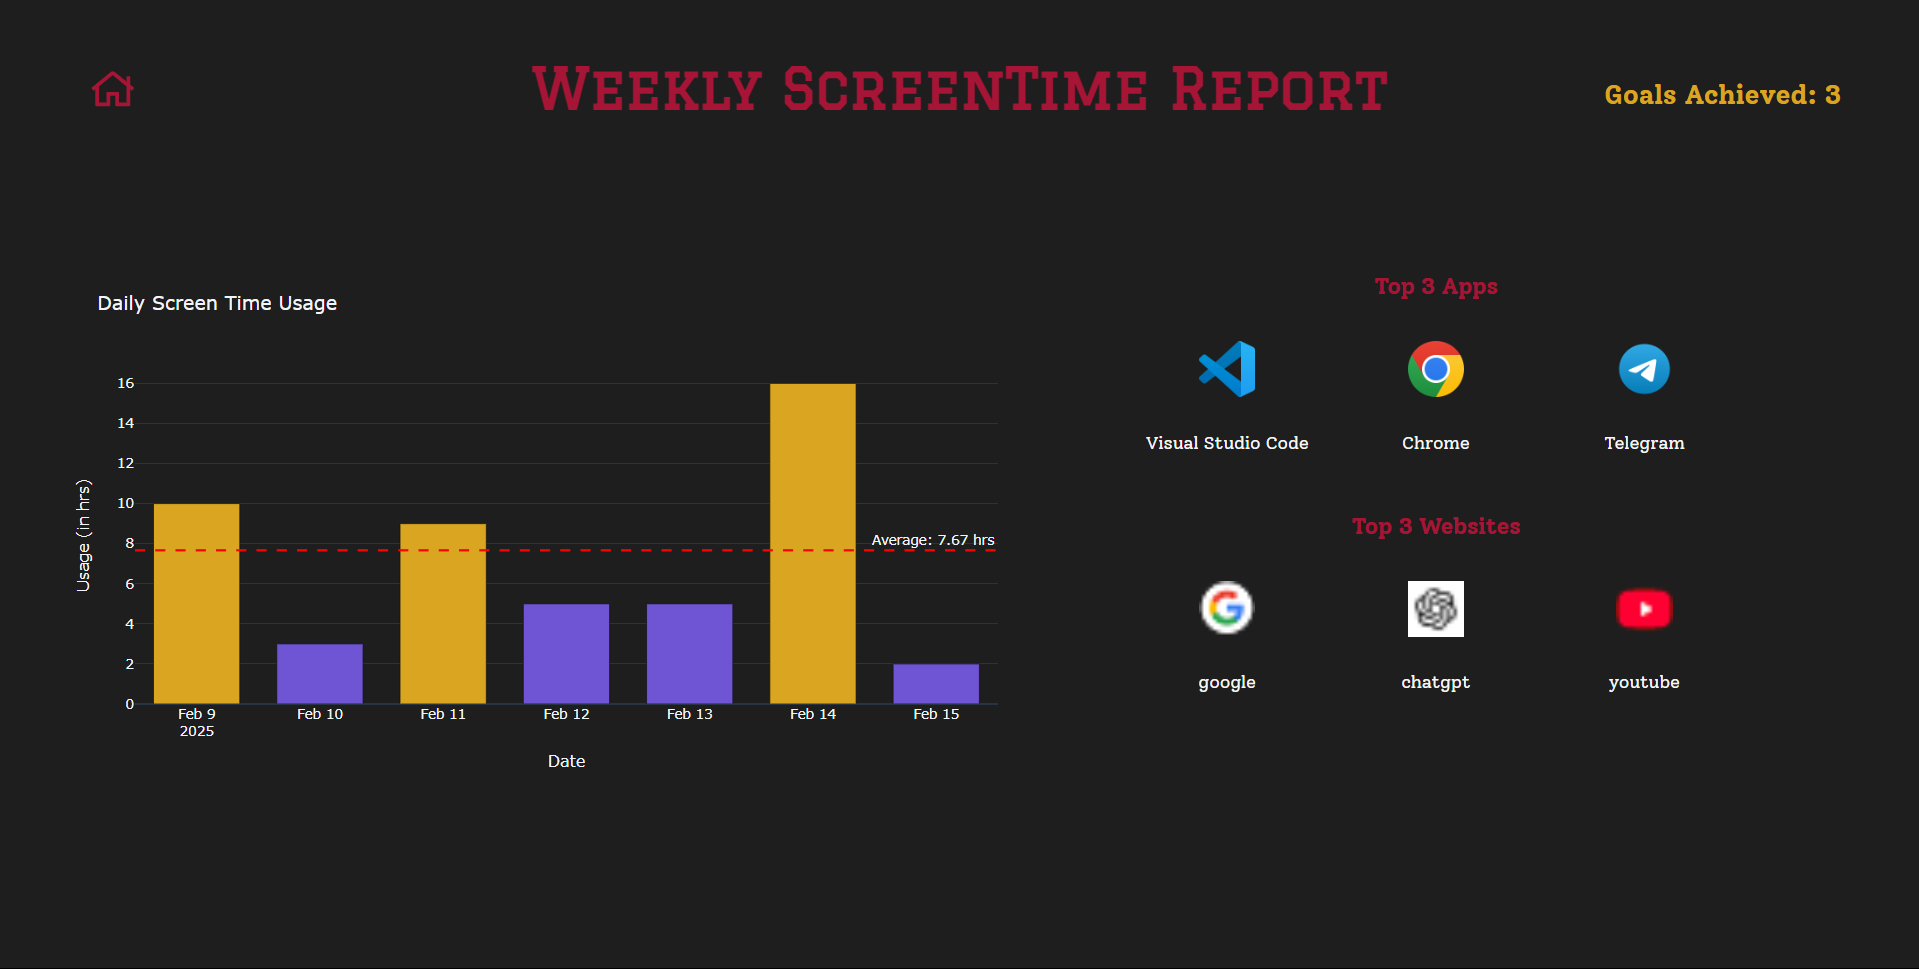 Weekly ScreenTime Report
Goals Achieved: 3
Daily Screen Time Usage
16
14
12
10
8
6
4
2
0
Usage (in hrs)
Average: 7.67 hrs
Feb 9 Feb 10 Feb 11 Feb 12 Feb 13 Feb 14 Feb 15
2025
Date
Top 3 Apps
Visual Studio Code Chrome Telegram
Top 3 Websites
G
google chatgpt youtube